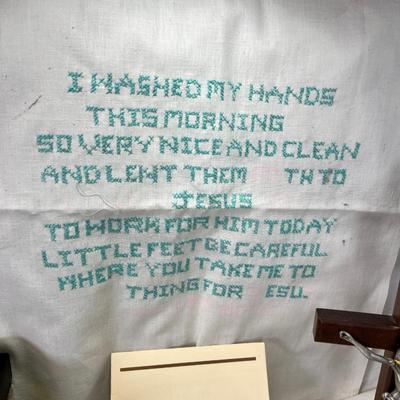 I WASHED MY HANDS
THIS MORNING
SO VERY NICE AND CLEAN
AND LENT THEM TH TO
JESUS
TO WORK FOR HIM TODAY
LITTLE FEET BE CAREFUL
WHERE YOU TAKE ME TO
THING FOR ESU.